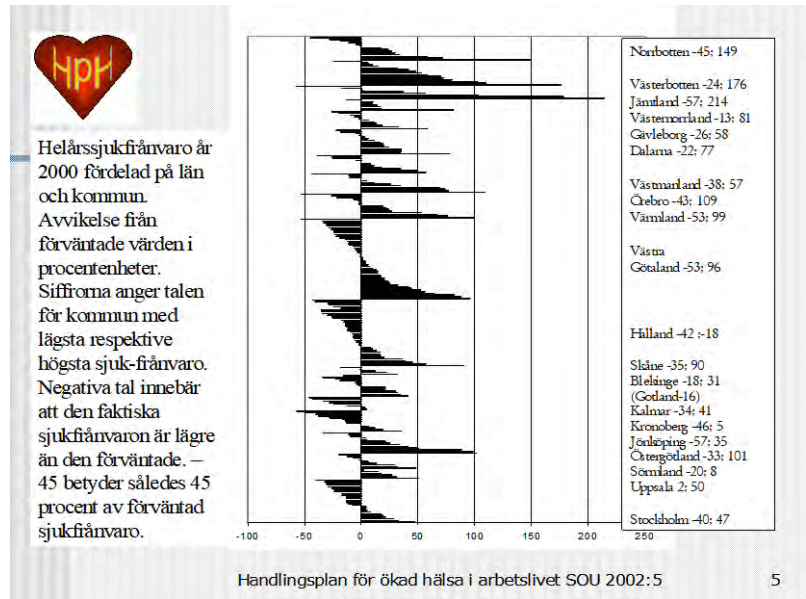 HpH
Helårssjukfrånvaro år
2000 fördelad på län
och kommun.
Avvikelse från
förväntade värden i
procentenheter.
Siffrorna anger talen
för kommun med
lägsta respektive
högsta sjuk-frånvaro.
Negativa tal innebär
att den faktiska
sjukfrånvaron är lägre
än den förväntade. –
45 betyder således 45
procent av förväntad
sjukfrånvaro.
Norrbotten -45; 149
Västerbotten -24; 176
Jämtland -57; 214
Västernorrland -13; 81
Gävleborg -26; 58
Dalarna -22; 77
Västmanland -38; 57
Örebro -43; 109
Värmland -53; 99
Västra
Götaland -53; 96
Halland -42 ;-18
Skåne -35; 90
Blekinge -18; 31
(Gotland-16)
Kalmar -34; 41
Kronoberg -46; 5
Jönköping -57; 35
Östergötland -33; 101
Sörmland -20; 8
Uppsala 2; 50
Stockholm -40; 47
-100 -50 0 50 100 150 200 250
Handlingsplan för ökad hälsa i arbetslivet SOU 2002:5 5